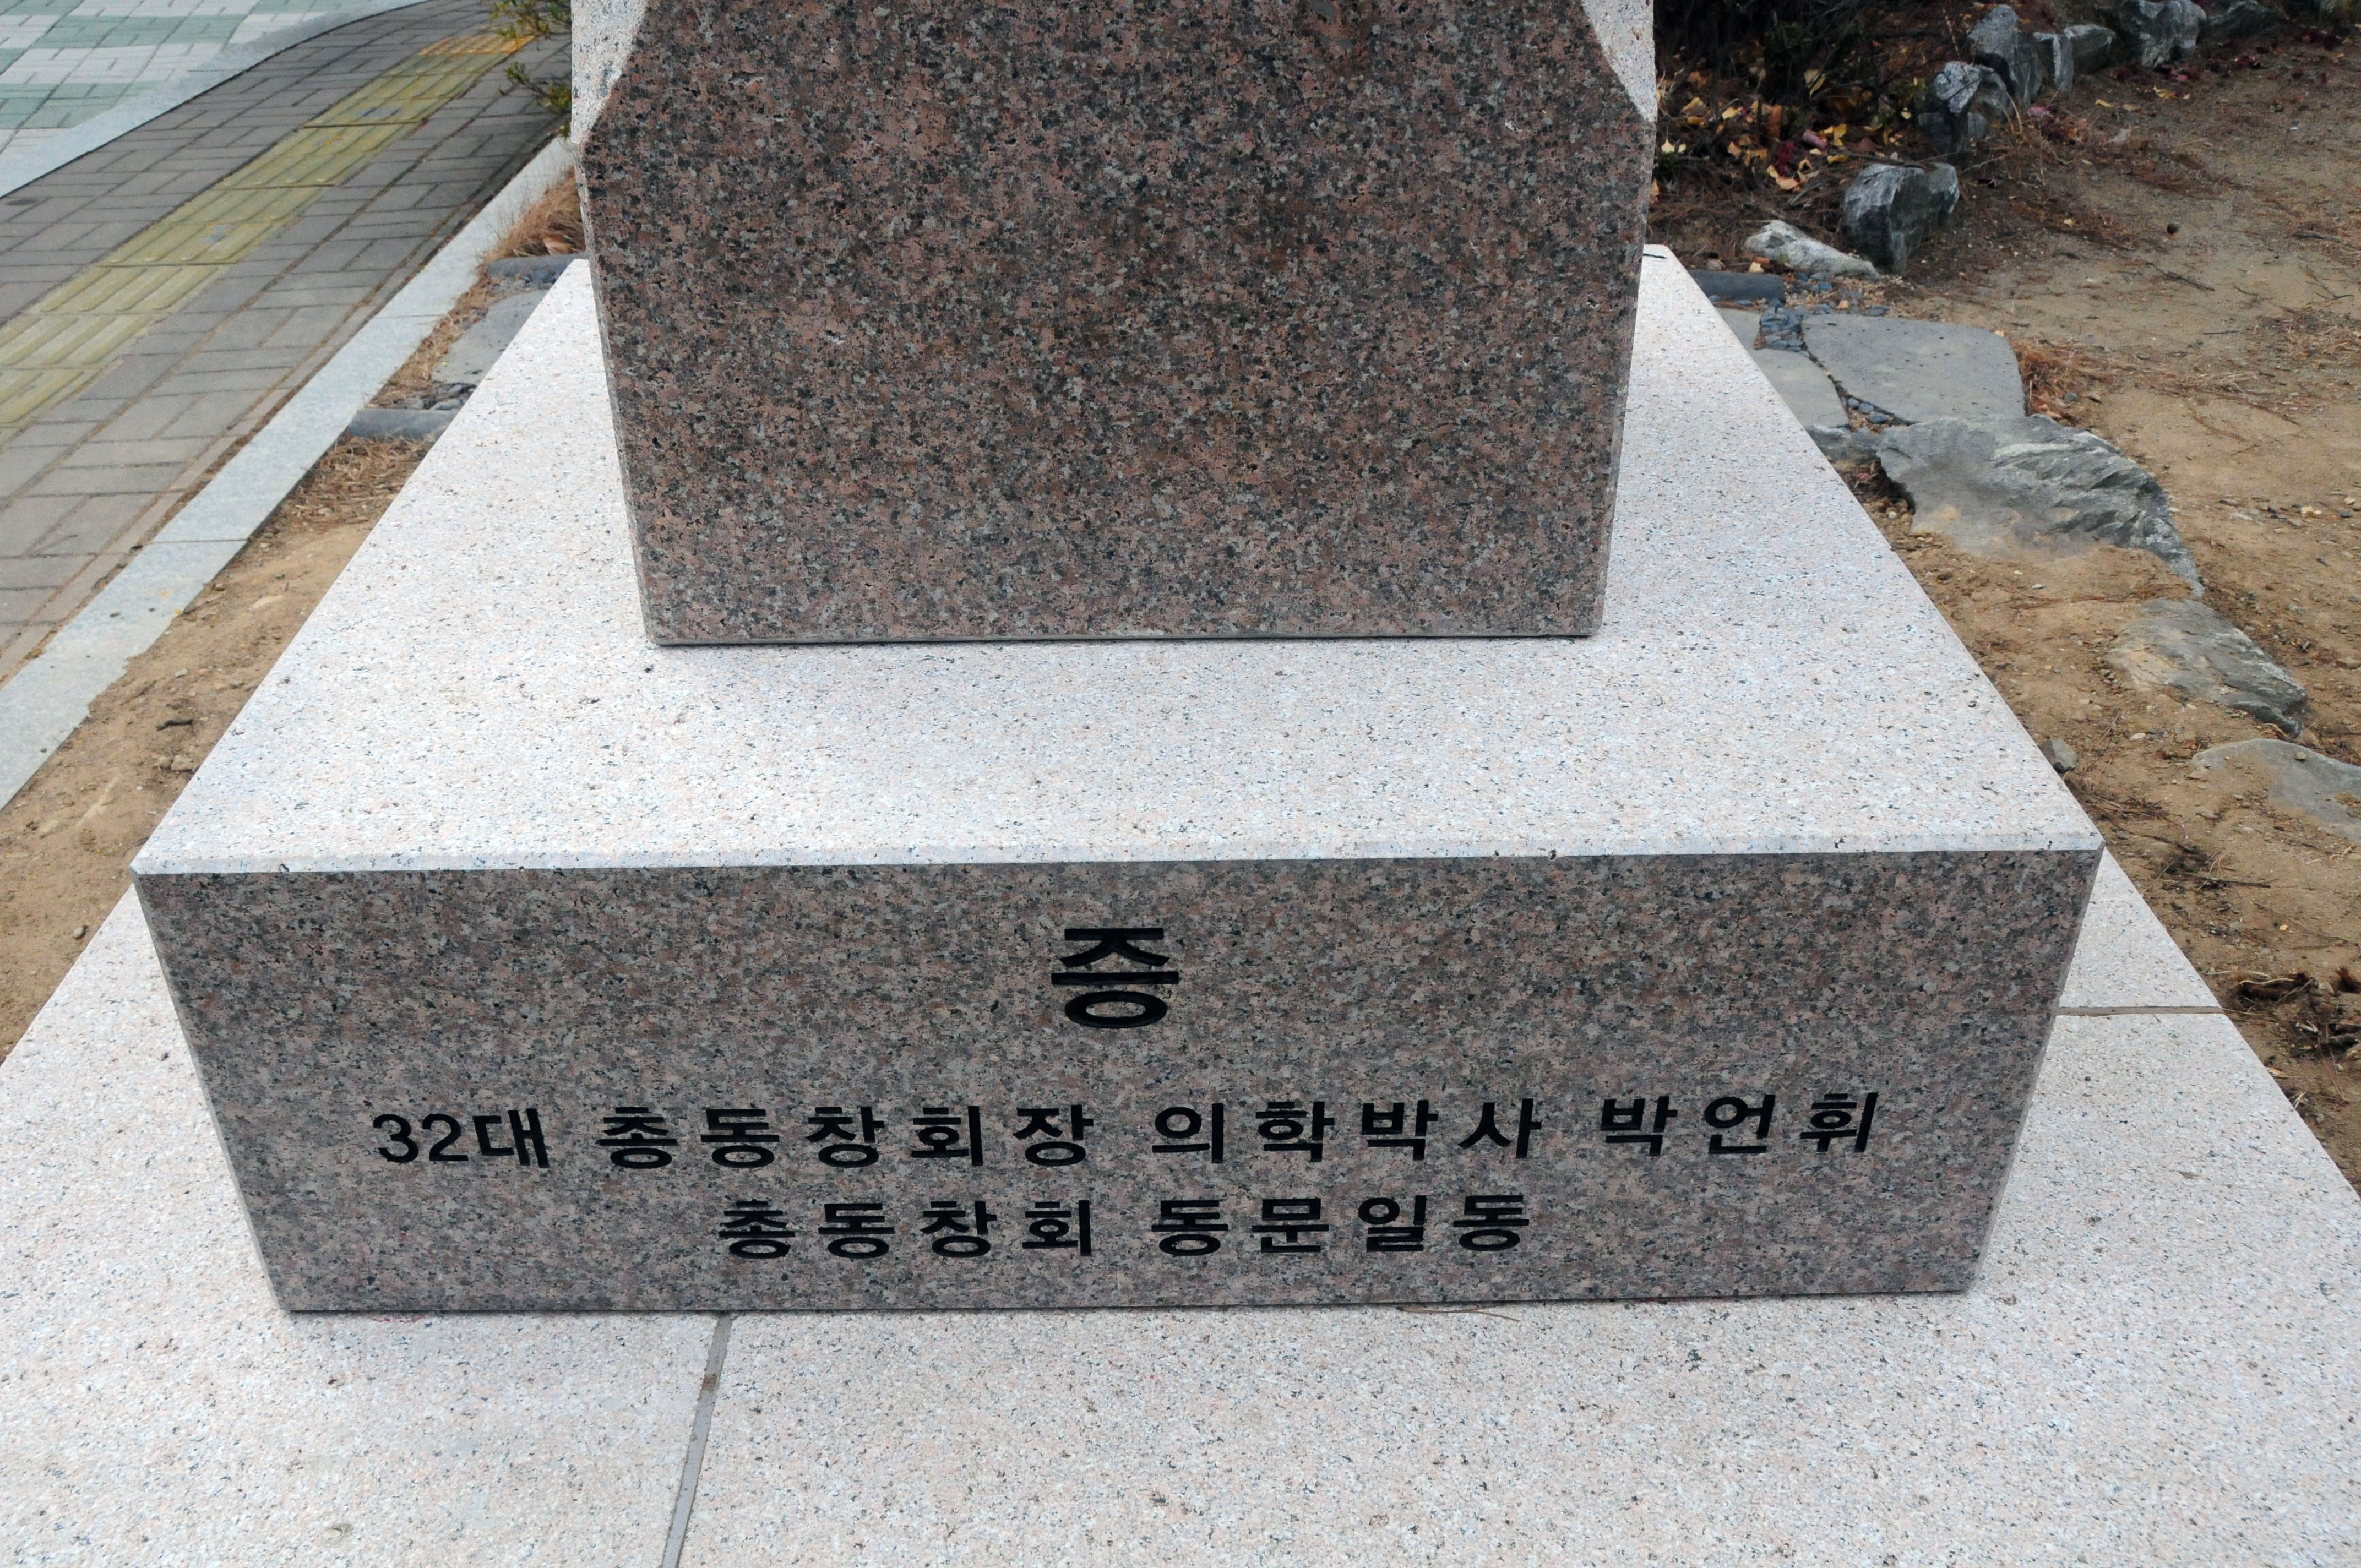 증
32대 총동창회장 의학박사 박언휘
총동창회 동문일동